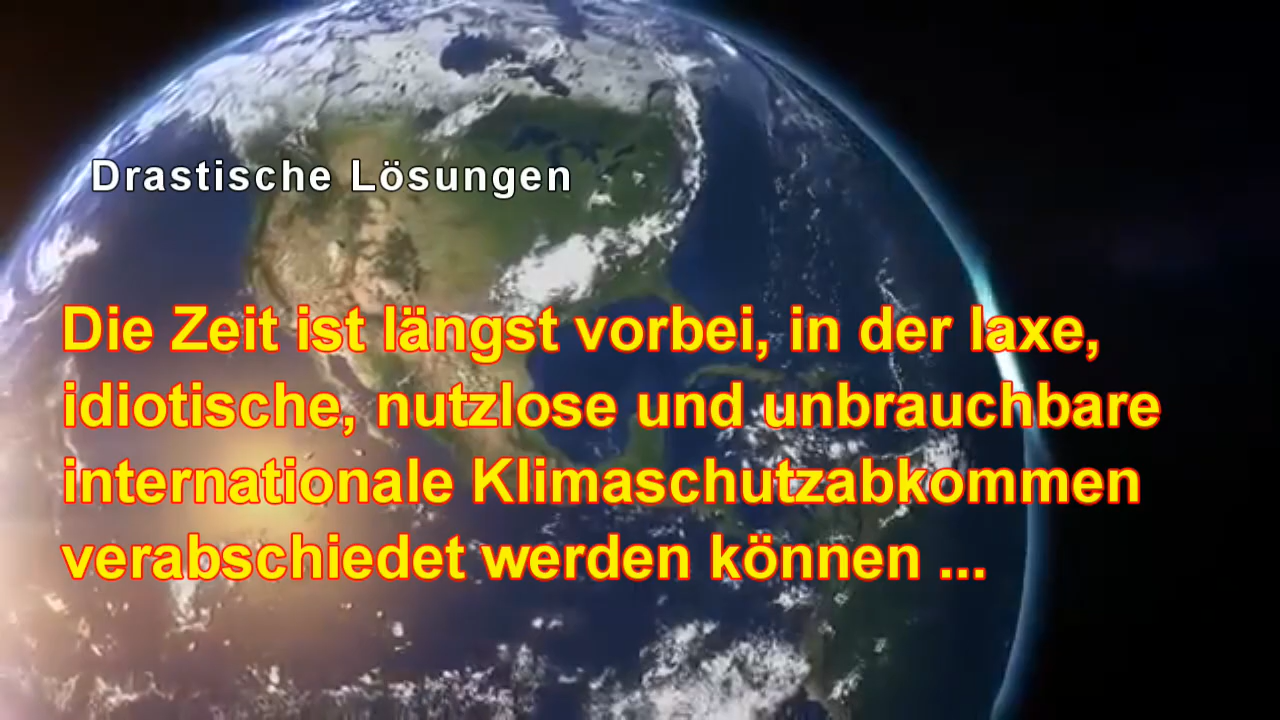 Drastische Lösungen
Die Zeit ist längst vorbei, in der laxe,
idiotische, nutzlose und unbrauchbare
internationale Klimaschutzabkommen
verabschiedet werden können ...